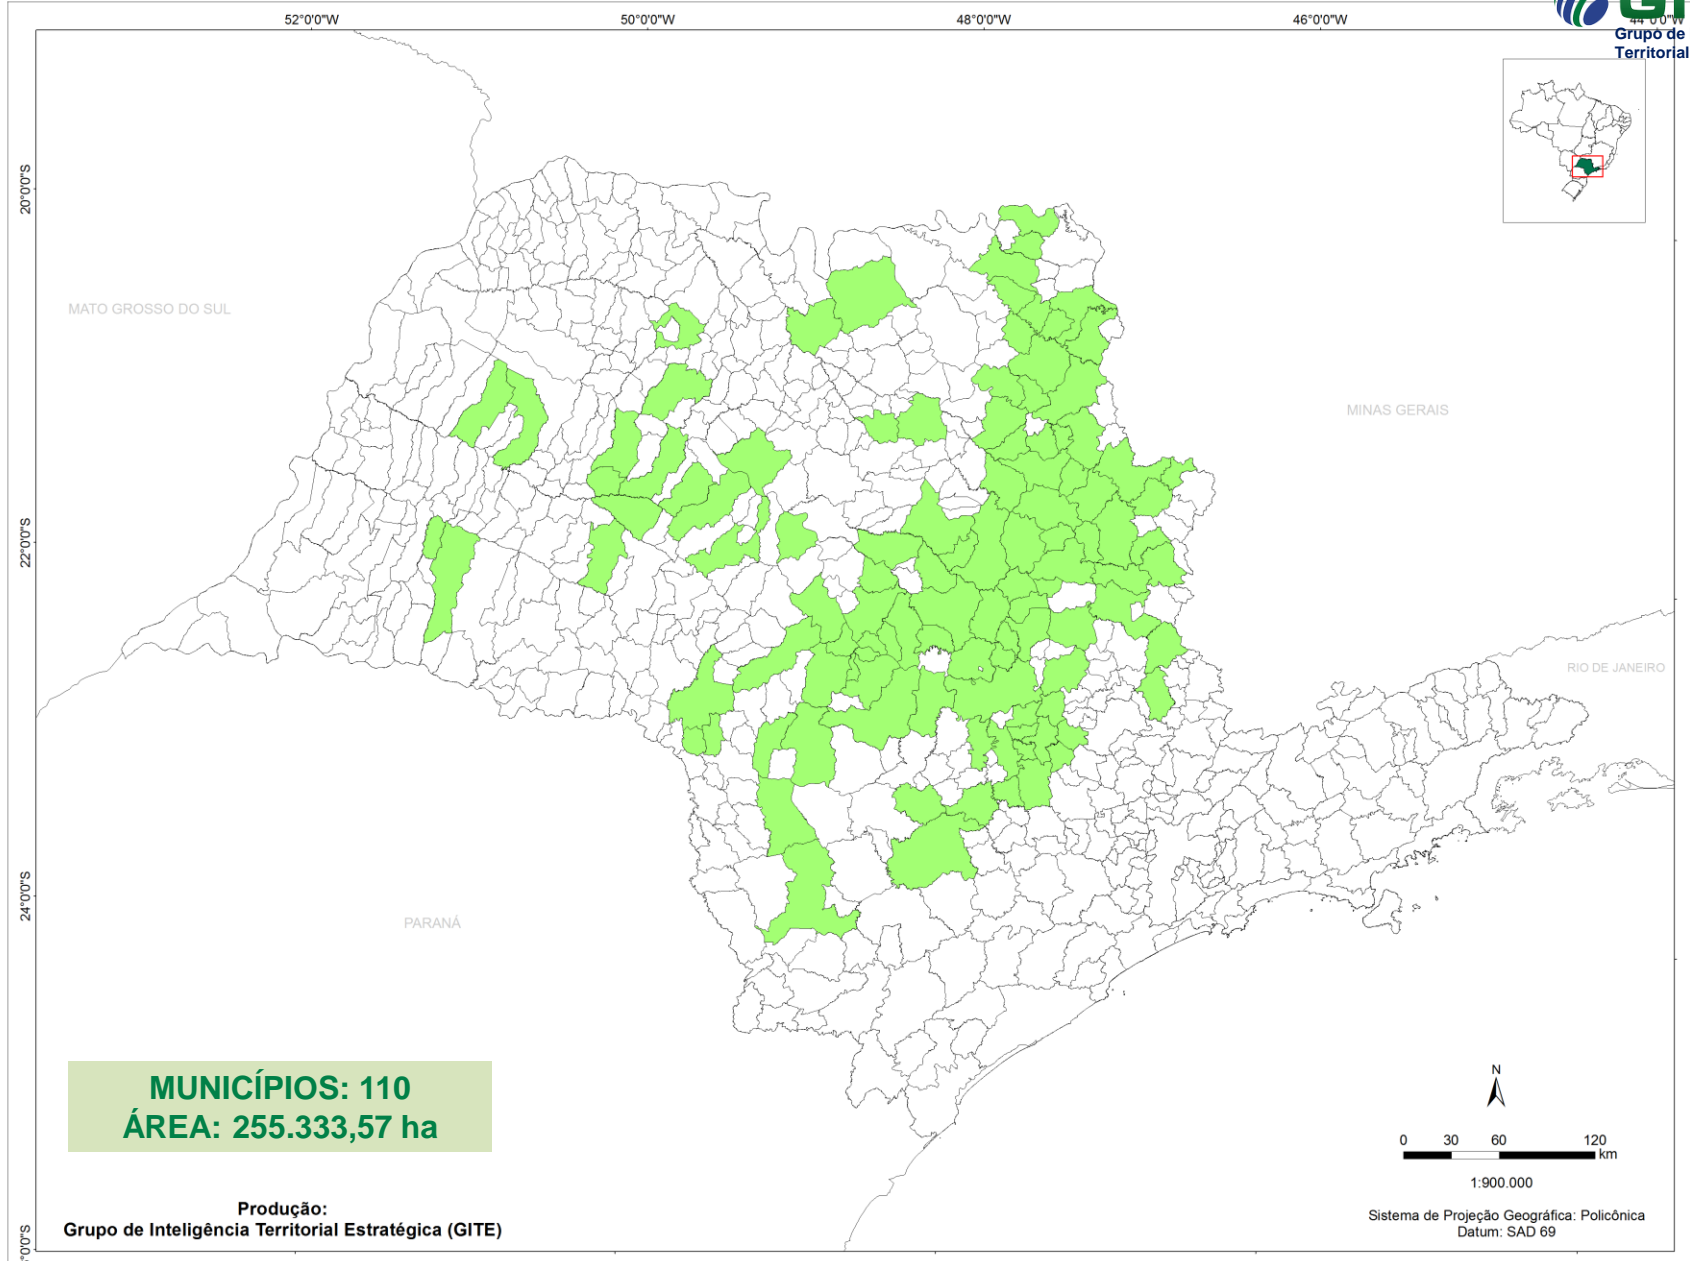 52°0'0"W
50°0'0"W
48°0'0"W
46°0'0"W
Grupo de
Territorial
20°0'0"S
22°0'0"S
24°0'0"S
MATO GROSSO DO SUL
MINAS GERAIS
RIO DE JANEIRO
PARANÁ
MUNICÍPIOS: 110
ÁREA: 255.333,57 ha
Produção:
Grupo de Inteligência Territorial Estratégica (GITE)
N
0 30 60 120
km
1:900.000
Sistema de Projeção Geográfica: Policônica
Datum: SAD 69